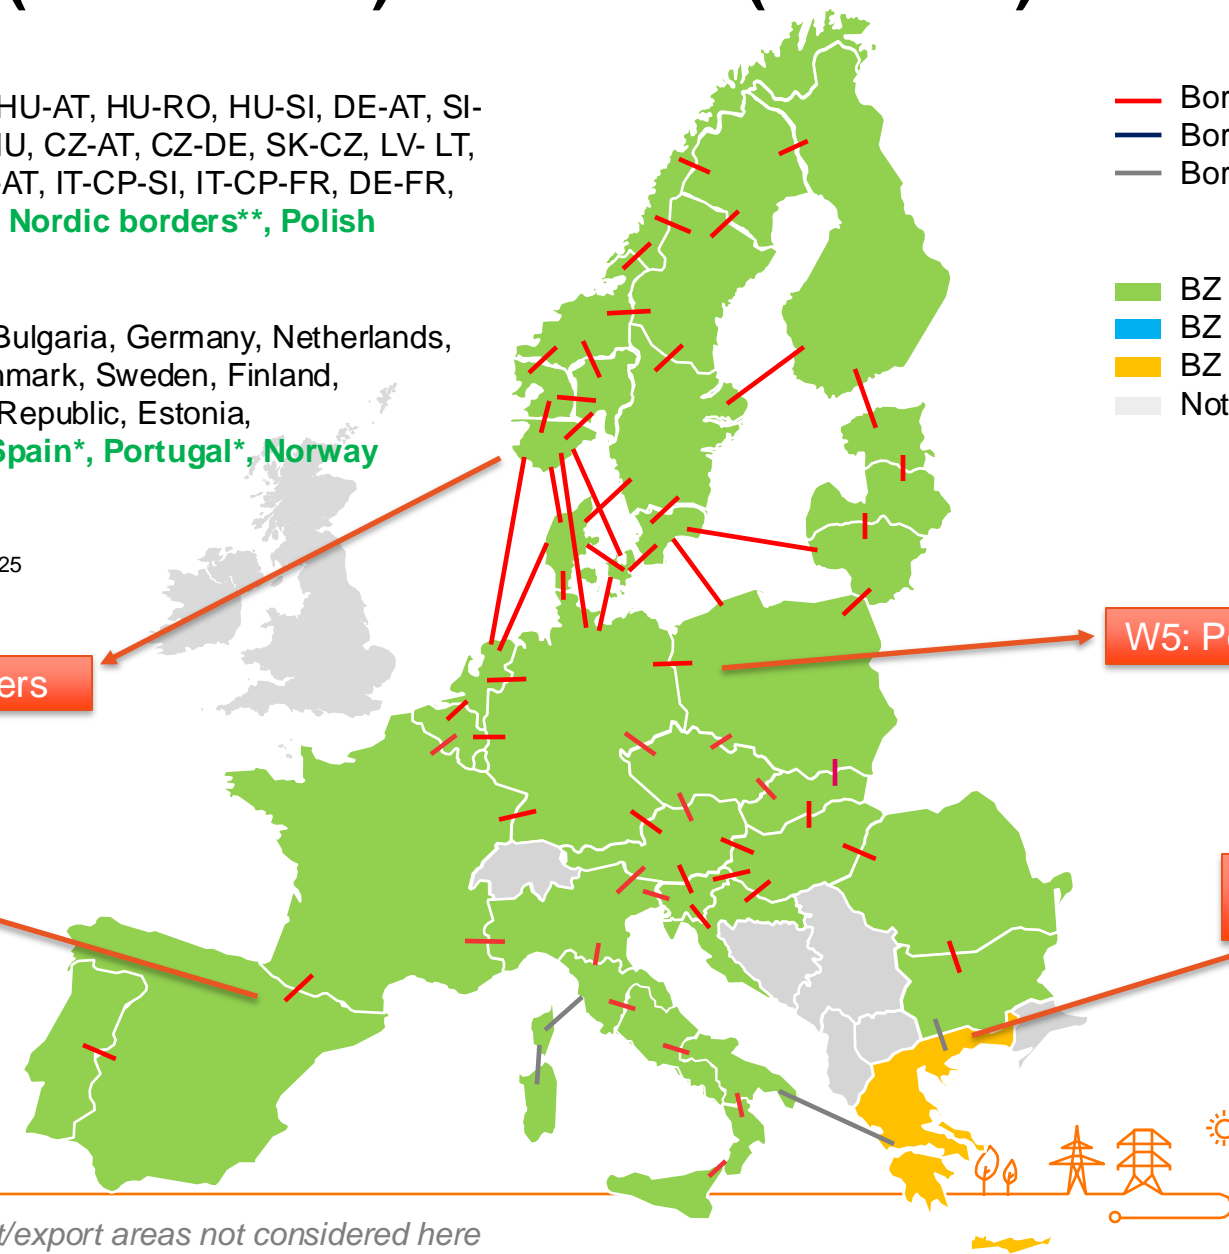 HU-AT, HU-RO, HU-SI, DE-AT, SI-
HU, CZ-AT, CZ-DE, SK-CZ, LV- LT,
-AT, IT-CP-SI, IT-CP-FR, DE-FR,
Nordic borders**, Polish
Bulgaria, Germany, Netherlands,
nmark, Sweden, Finland,
Republic, Estonia,
Spain*, Portugal*, Norway
25
ers
Bor
Bor
Bor
BZ
BZ
BZ
Not
W5: P
t/export areas not considered here